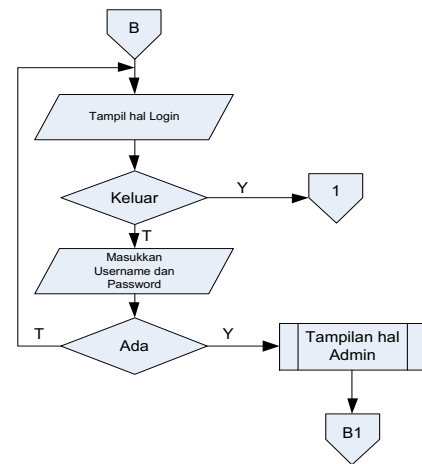 B
Tampil hal Login
Keluar
Y
1
T
Masukkan
Username dan
Password
T
Ada
Y
Tampilan hal
Admin
B1